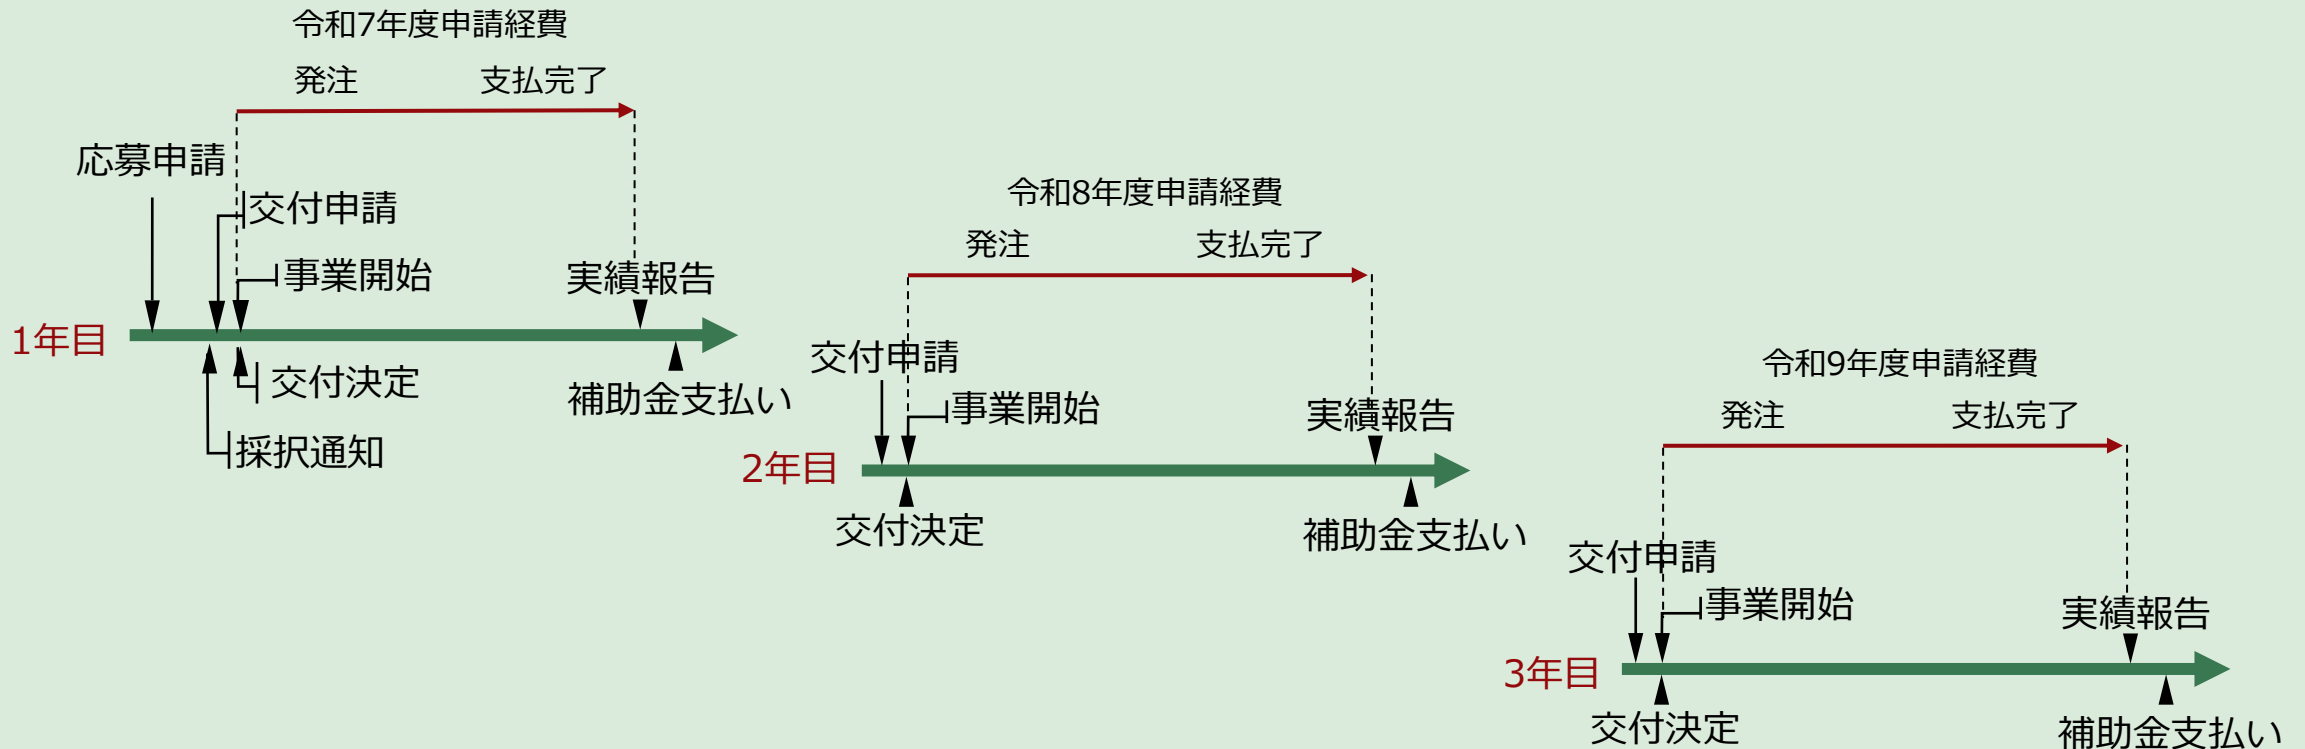 令和7年度申請経費
発注
支払完了
応募申請
交付申請
事業開始
実績報告
1年目
交付決定
補助金支払い
採択通知
令和8年度申請経費
発注
支払完了
交付申請
事業開始
実績報告
2年目
交付決定
補助金支払い
令和9年度申請経費
発注
支払完了
交付申請
事業開始
実績報告
3年目
交付決定
補助金支払い